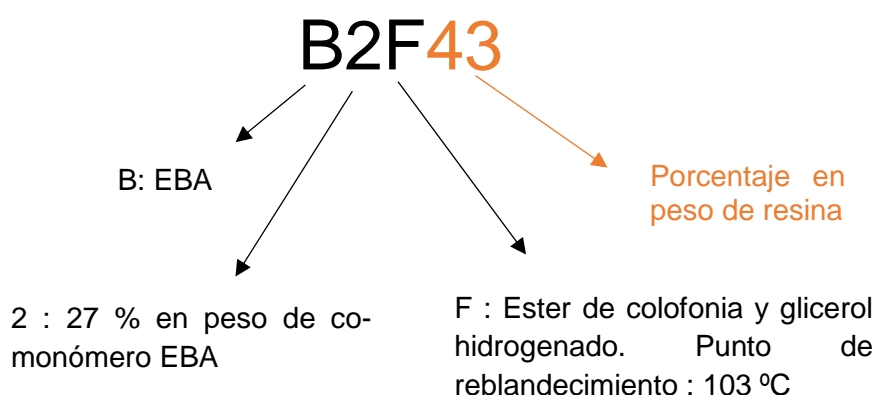 B2F43
B: EBA
Porcentaje en
peso de resina
2 : 27 % en peso de co-
monómero EBA
F : Ester de colofonia y glicerol
hidrogenado. Punto de
reblandecimiento : 103 ºC